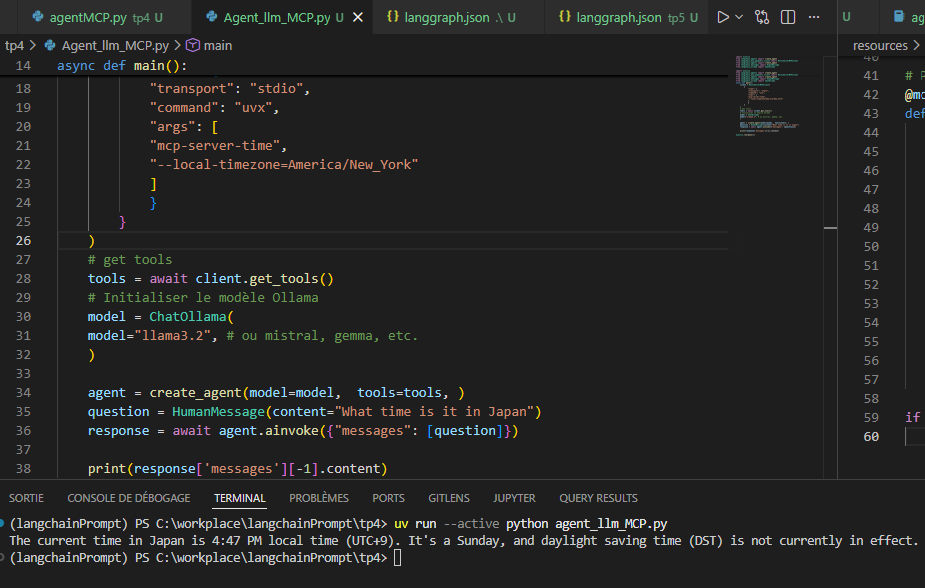 agentMCP.py tp4 U
Agent_llm_MCP.py U
langgraph.json .\ U
langgraph.json tp5 U
U
ag
tp4 > Agent_llm_MCP.py > main
resources >
14 async def main():
18 "transport": "stdio",
19 "command": "uvx",
20 "args": [
21 "mcp-server-time",
22 "--local-timezone=America/New_York"
23 ]
24 }
25 }
26 )
27 # get tools
28 tools = await client.get_tools()
29 # Initialiser le modèle Ollama
30 model = ChatOllama(
31 model="llama3.2", # ou mistral, gemma, etc.
32 )
33
34 agent = create_agent(model=model,  tools=tools, )
35 question = HumanMessage(content="What time is it in Japan")
36 response = await agent.ainvoke({"messages": [question]})
37
38 print(response['messages'][-1].content)
40
41 # P
42 @mc
43 def
44
45
46
47
48
49
50
51
52
53
54
55
56
57
58
59 if
60
SORTIE CONSOLE DE DÉBOGAGE TERMINAL PROBLÈMES PORTS GITLENS JUPYTER QUERY RESULTS
(langchainPrompt) PS C:\workplace\langchainPrompt\tp4> uv run --active python agent_llm_MCP.py
The current time in Japan is 4:47 PM local time (UTC+9). It's a Sunday, and daylight saving time (DST) is not currently in effect.
(langchainPrompt) PS C:\workplace\langchainPrompt\tp4>